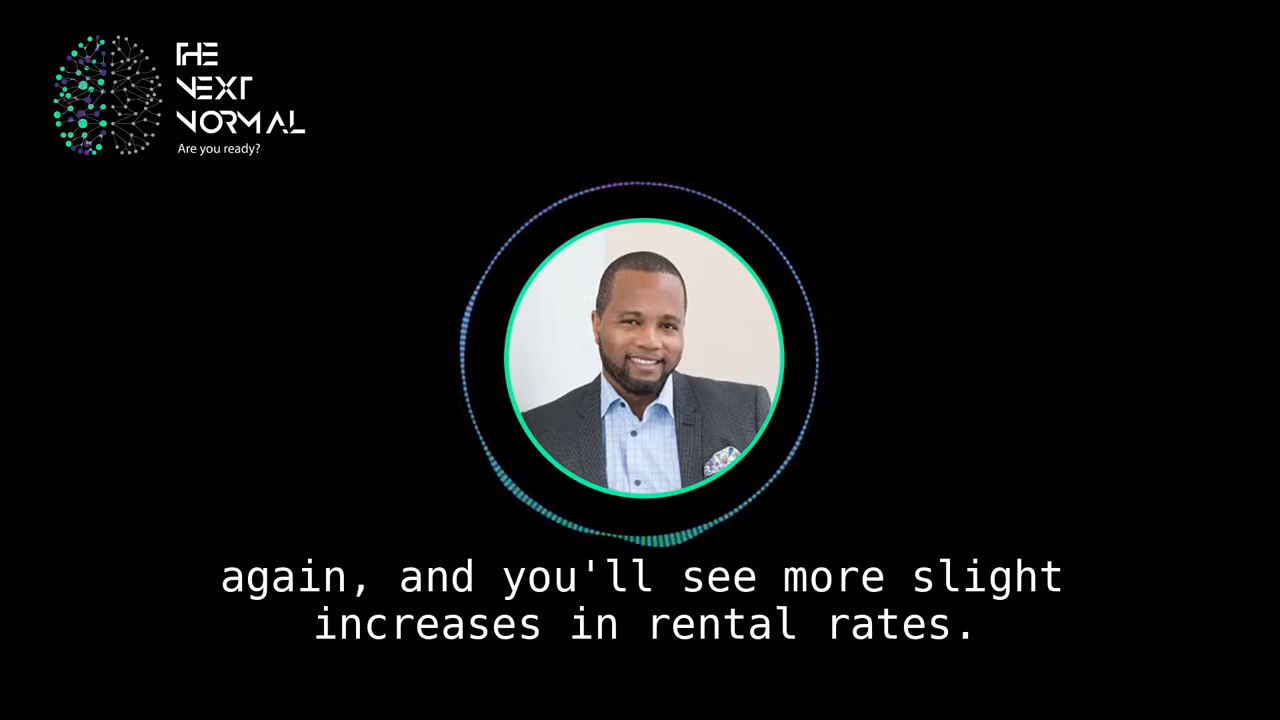 THE
NEXT
NORMAL
Are you ready?
again, and you'll see more slight
increases in rental rates.